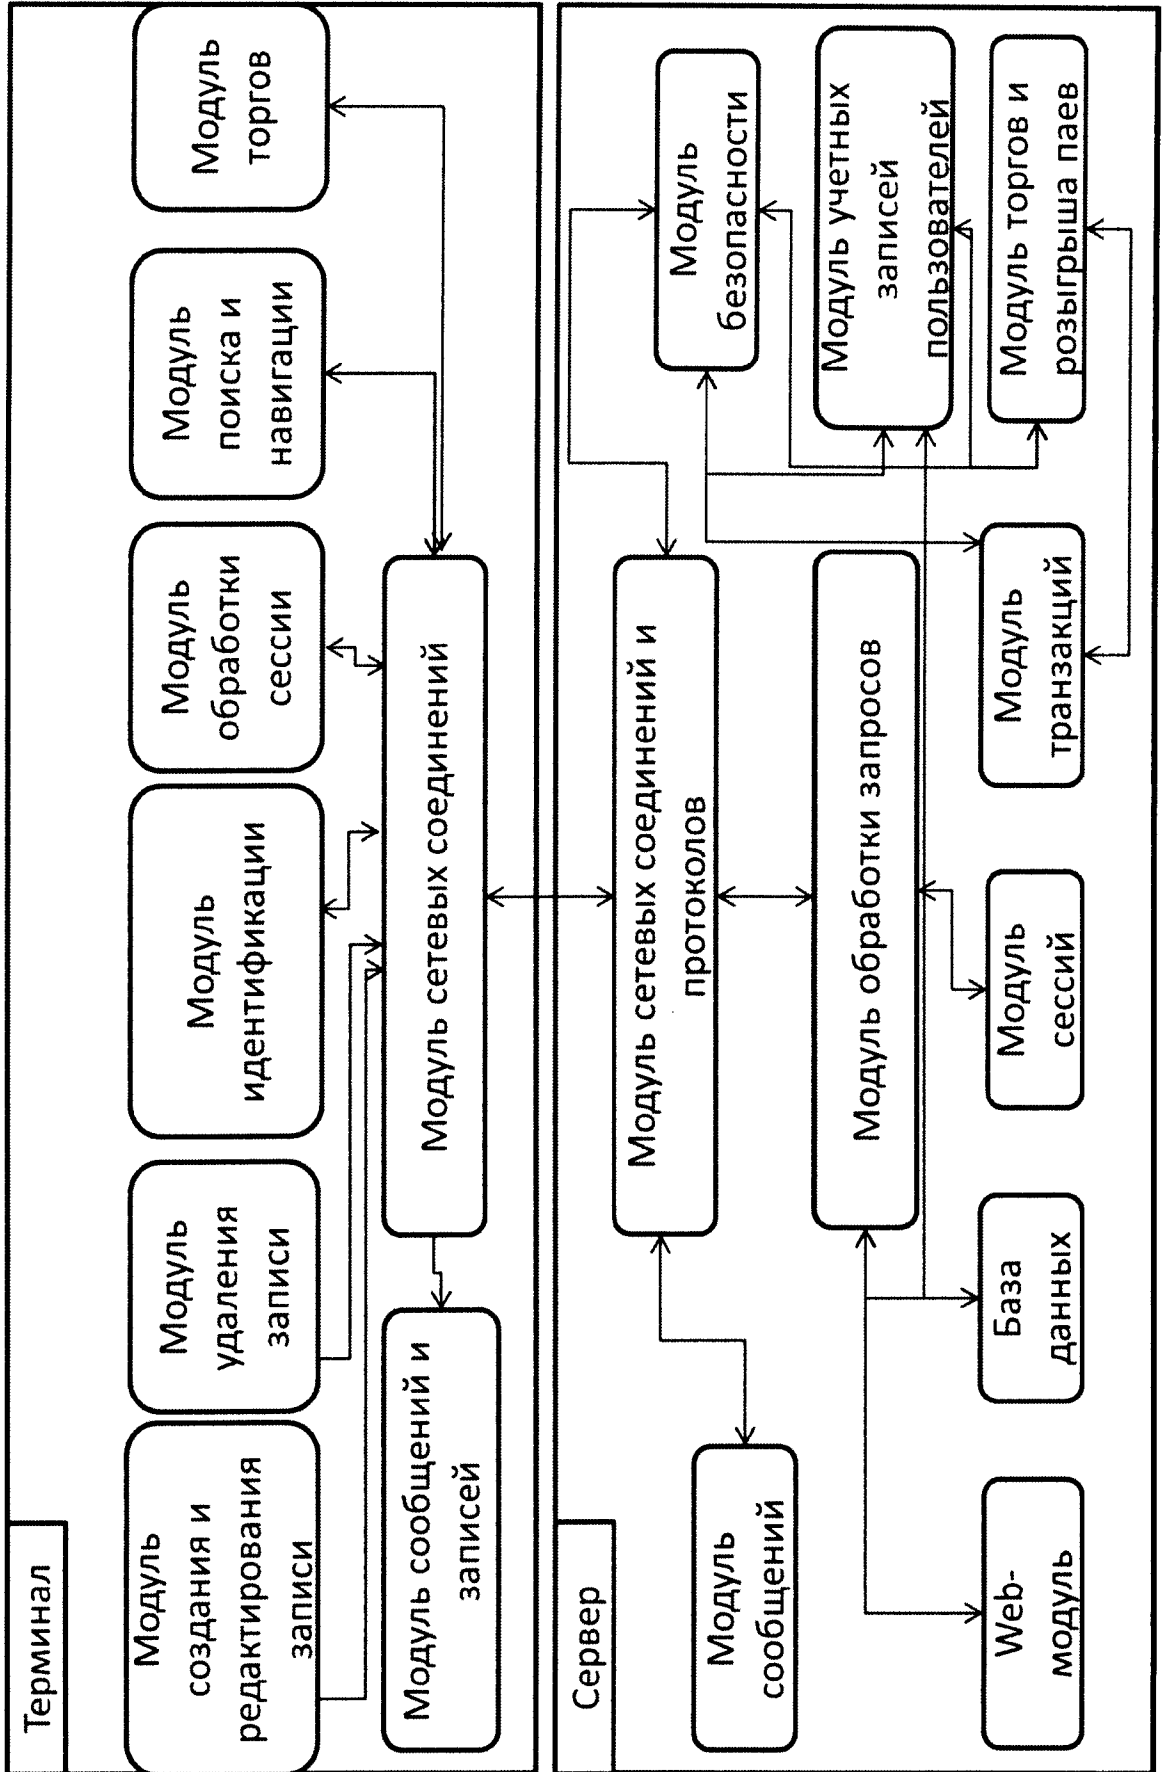 Терминал
Модуль
создания и
редактирования
записи
Модуль
удаления
записи
Модуль
идентификации
Модуль
обработки
сессии
Модуль
поиска и
навигации
Модуль
торгов
Модуль сообщений и
записей
Модуль сетевых соединений
Сервер
Модуль
сообщений
Модуль сетевых соединений и
протоколов
Модуль
безопасности
Модуль обработки запросов
Модуль учетных
записей
пользователей
Web-
модуль
База
данных
Модуль
сессий
Модуль
транзакций
Модуль торгов и
розыгрыша паев